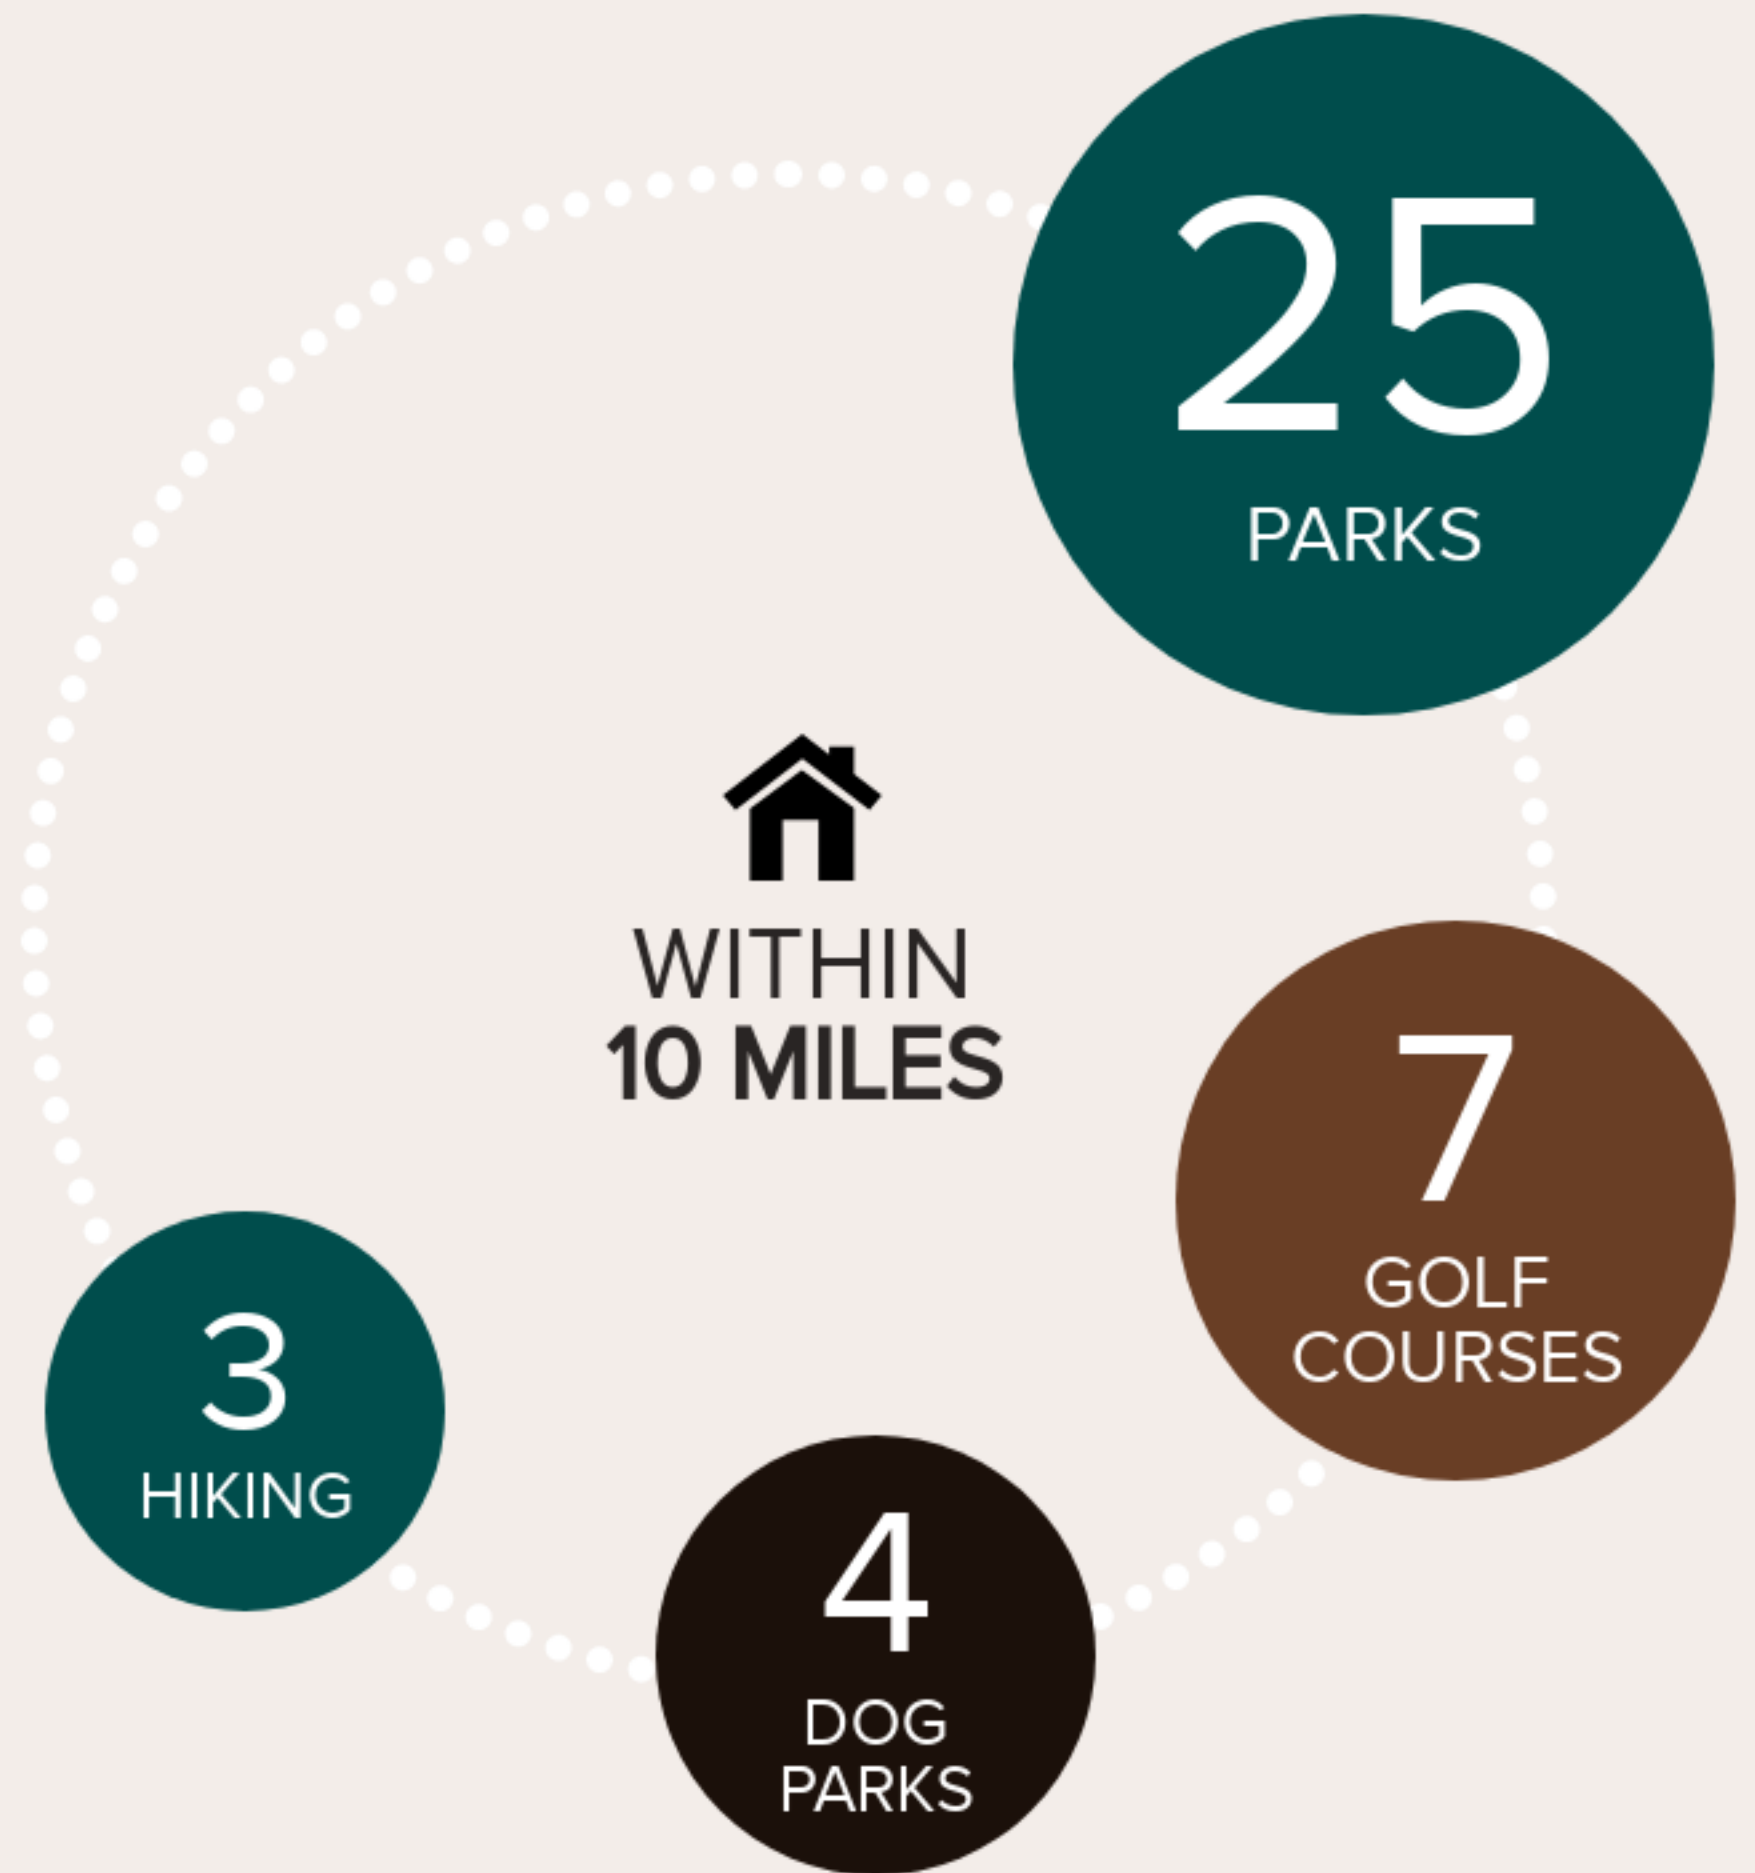 25
PARKS
WITHIN
10 MILES
7
GOLF
COURSES
3
HIKING
4
DOG
PARKS